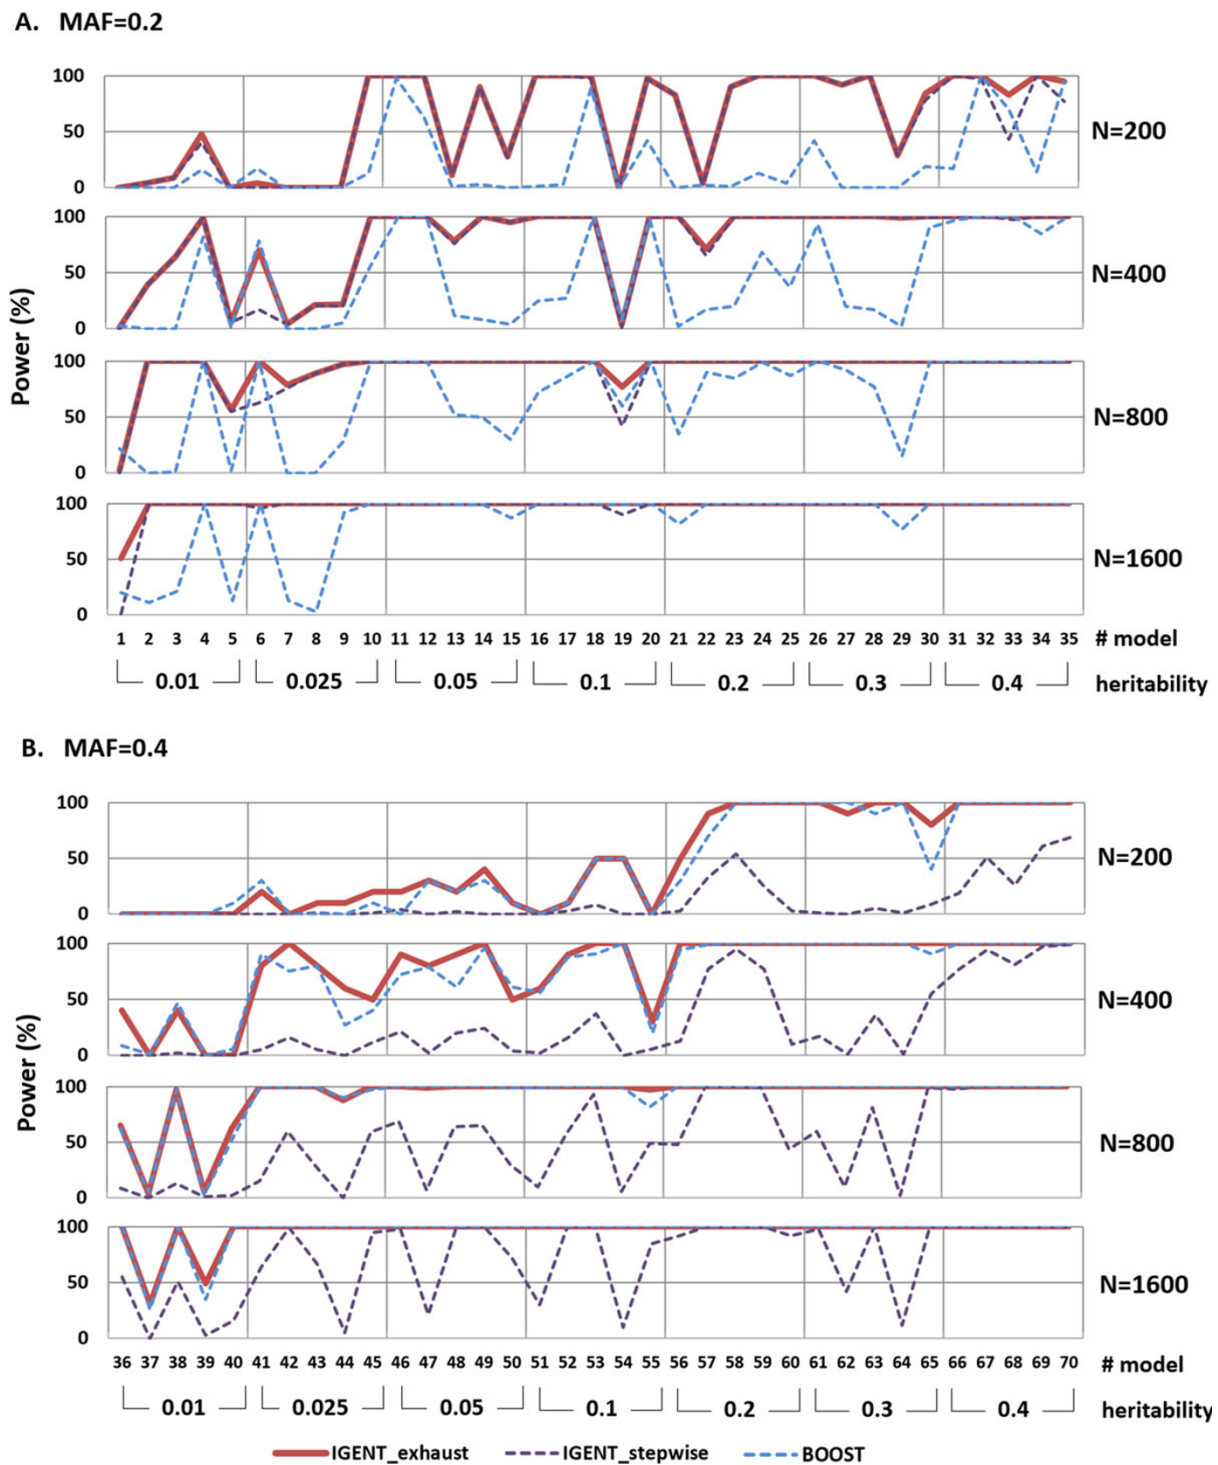 A. MAF=0.2
100
50
0
N=200
100
50
0
N=400
Power (%)
100
50
0
N=800
100
50
0
N=1600
1 2 3 4 5 6 7 8 9 10 11 12 13 14 15 16 17 18 19 20 21 22 23 24 25 26 27 28 29 30 31 32 33 34 35 # model
0.01 0.025 0.05 0.1 0.2 0.3 0.4 heritability
B. MAF=0.4
100
50
0
N=200
100
50
0
N=400
Power (%)
100
50
0
N=800
100
50
0
N=1600
36 37 38 39 40 41 42 43 44 45 46 47 48 49 50 51 52 53 54 55 56 57 58 59 60 61 62 63 64 65 66 67 68 69 70 # model
0.01 0.025 0.05 0.1 0.2 0.3 0.4 heritability
IGENT_exhaust IGENT_stepwise BOOST